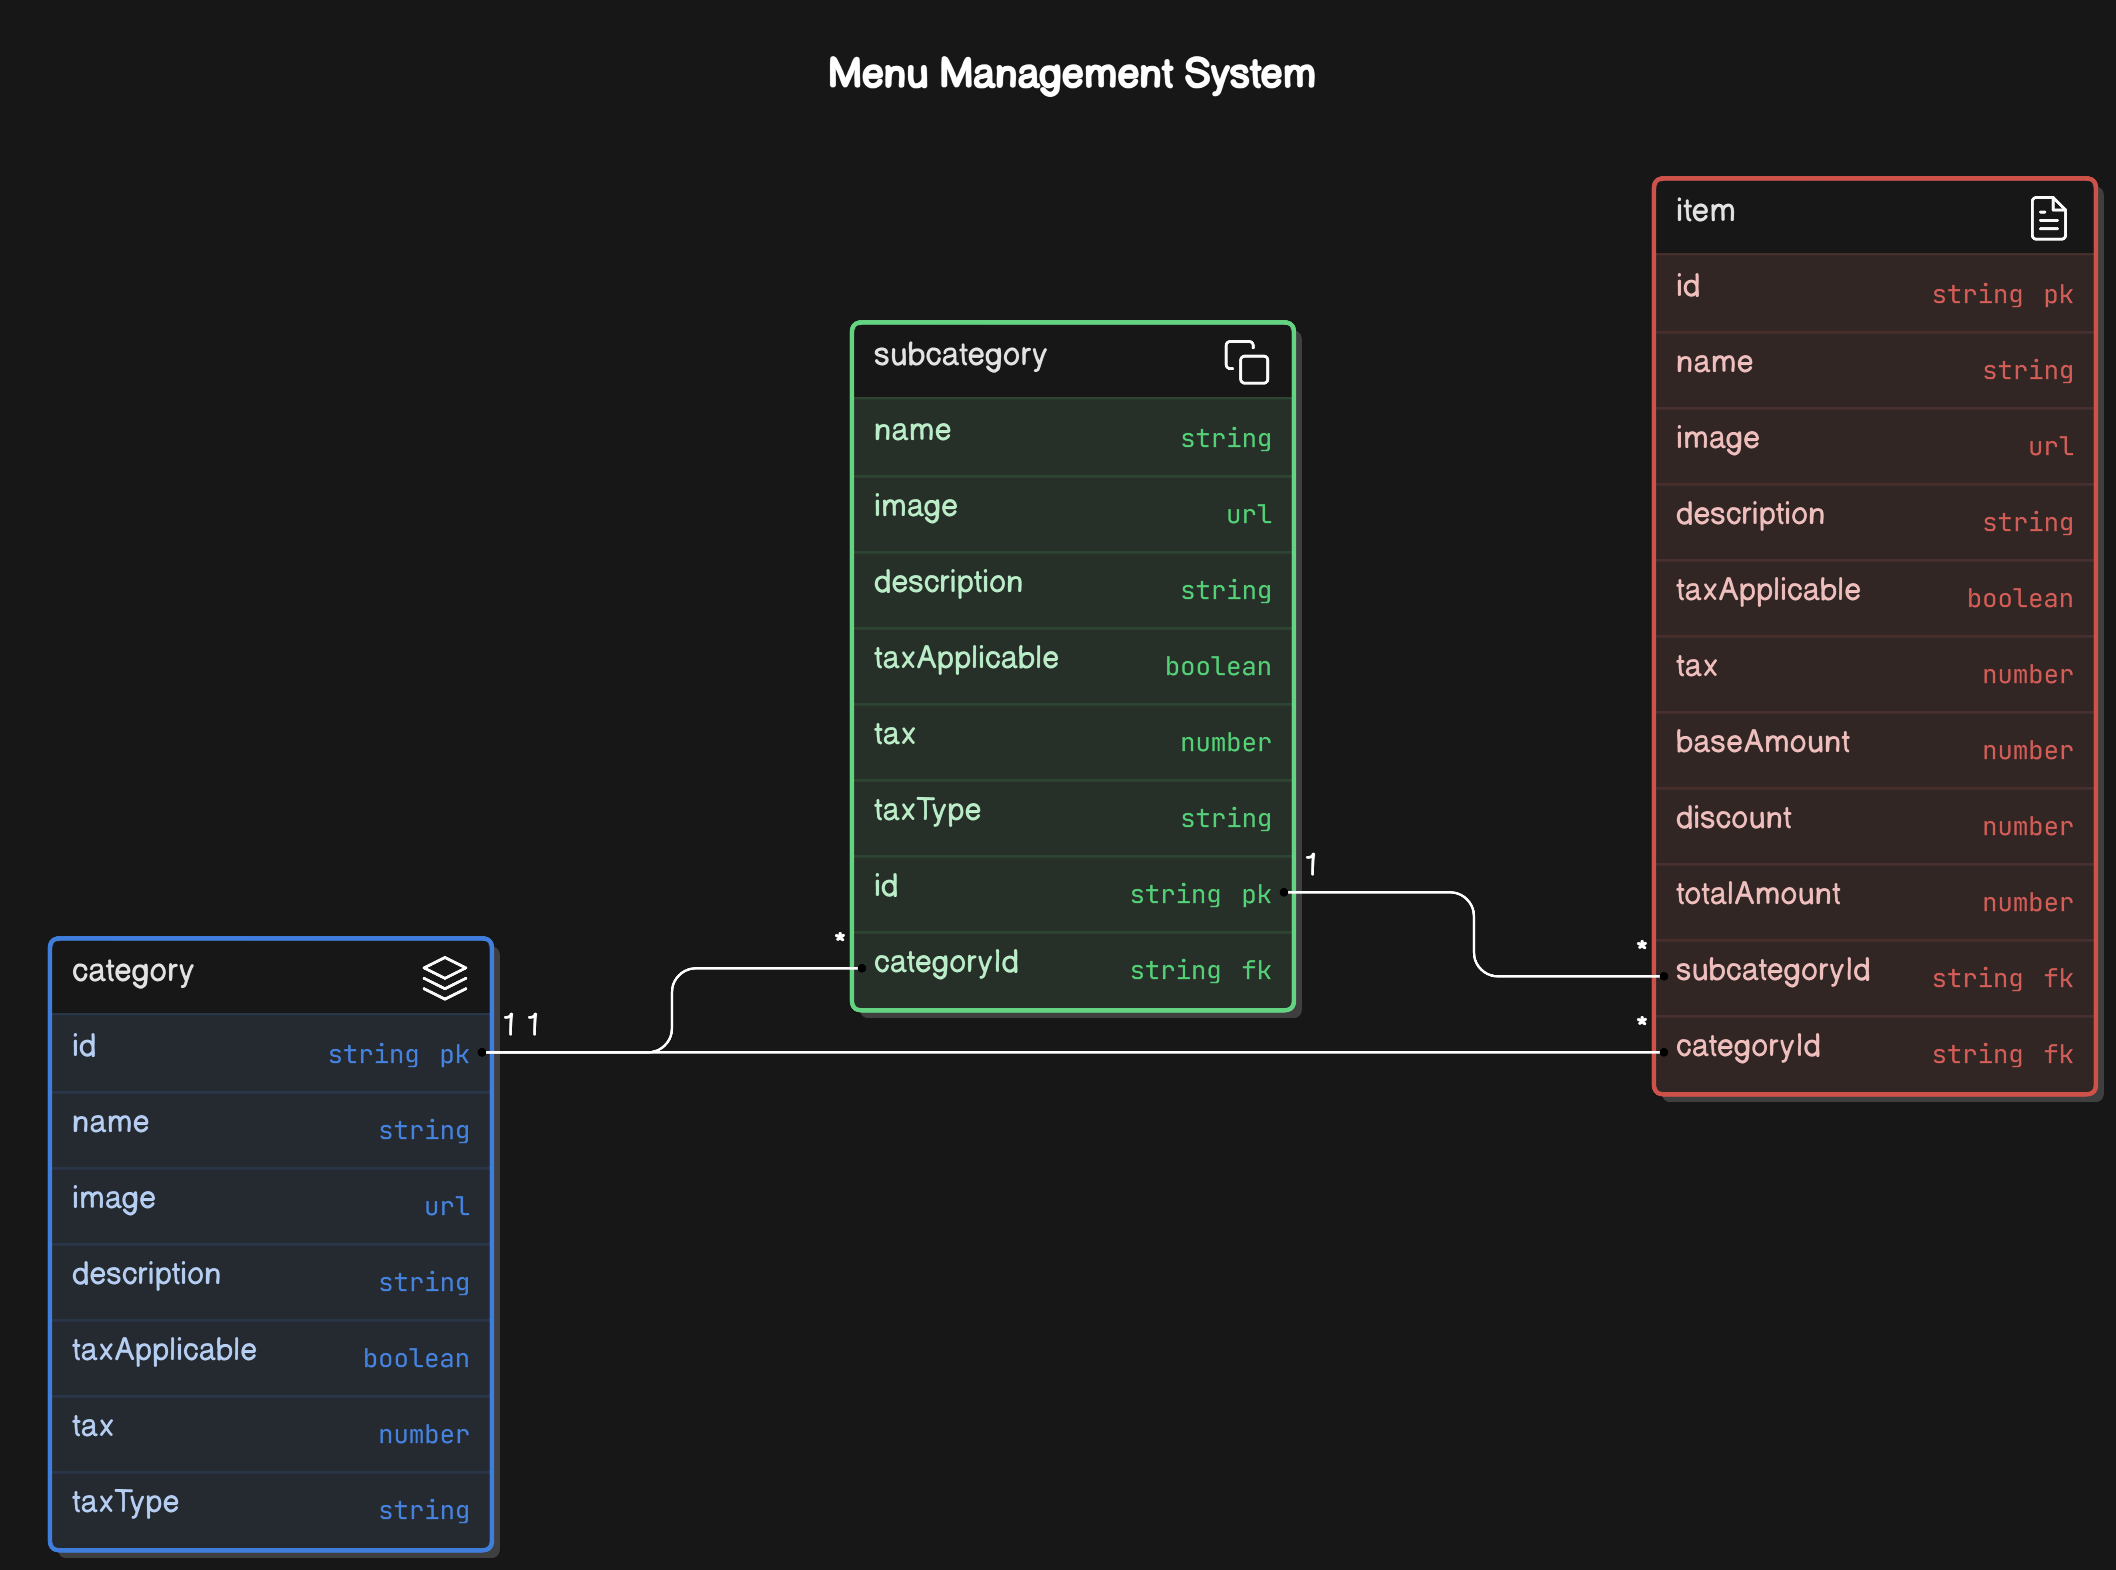 Menu Management System
category
id string pk
name string
image url
description string
taxApplicable boolean
tax number
taxType string
1 1
*
subcategory
name string
image url
description string
taxApplicable boolean
tax number
taxType string
id string pk
categoryId string fk
1
*
*
item
id string pk
name string
image url
description string
taxApplicable boolean
tax number
baseAmount number
discount number
totalAmount number
subcategoryId string fk
categoryId string fk